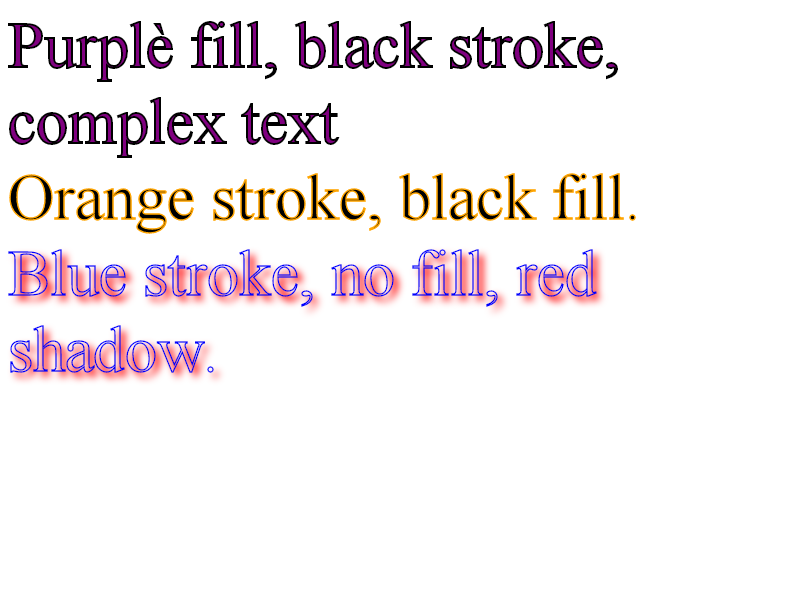 Purplè fill, black stroke,
complex text
Orange stroke, black fill.
Blue stroke, no fill, red
shadow.